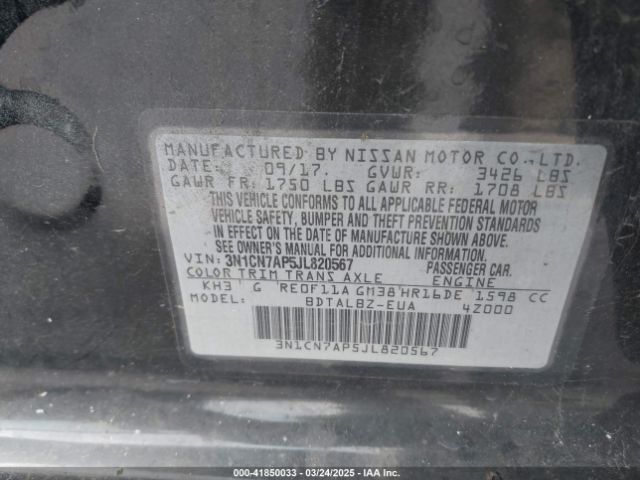 MANUFACTURED BY NISSAN MOTOR CO.,LTD.
DATE: 09/17. GVWR: 3426 LBS
GAWR FR: 1750 LBS GAWR RR: 1708 LBS
THIS VEHICLE CONFORMS TO ALL APPLICABLE FEDERAL MOTOR
VEHICLE SAFETY, BUMPER AND THEFT PREVENTION STANDARDS
IN EFFECT ON THE DATE OF MANUFACTURE SHOWN ABOVE.
SEE OWNER'S MANUAL FOR ADDITIONAL INFORMATION
VIN: 3N1CN7AP5JL820567 PASSENGER CAR.
COLOR TRIM TRANS AXLE ENGINE
KH3 G RE0F11A GM38 HR16DE 1598 CC
MODEL: BDTALBZ-EUA 4Z000
3N1CN7AP5JL820567
000-41850033 — 03/24/2025 — IAA Inc.